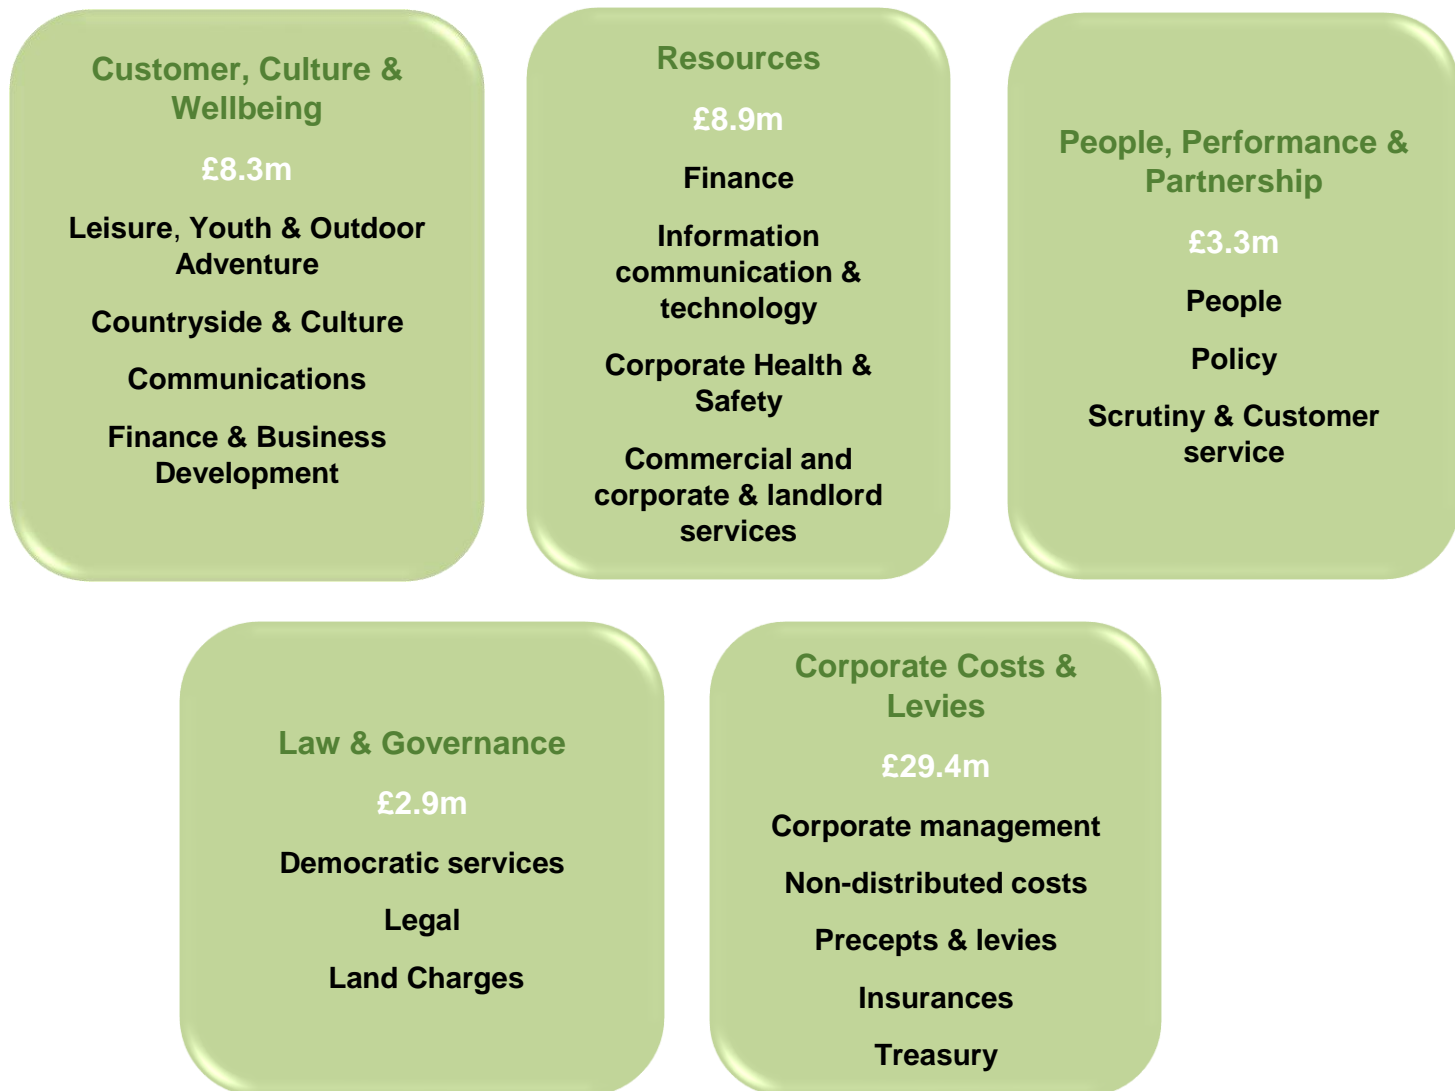 Customer, Culture &
Wellbeing
£8.3m
Leisure, Youth & Outdoor
Adventure
Countryside & Culture
Communications
Finance & Business
Development
Resources
£8.9m
Finance
Information
communication &
technology
Corporate Health &
Safety
Commercial and
corporate & landlord
services
People, Performance &
Partnership
£3.3m
People
Policy
Scrutiny & Customer
service
Law & Governance
£2.9m
Democratic services
Legal
Land Charges
Corporate Costs &
Levies
£29.4m
Corporate management
Non-distributed costs
Precepts & levies
Insurances
Treasury